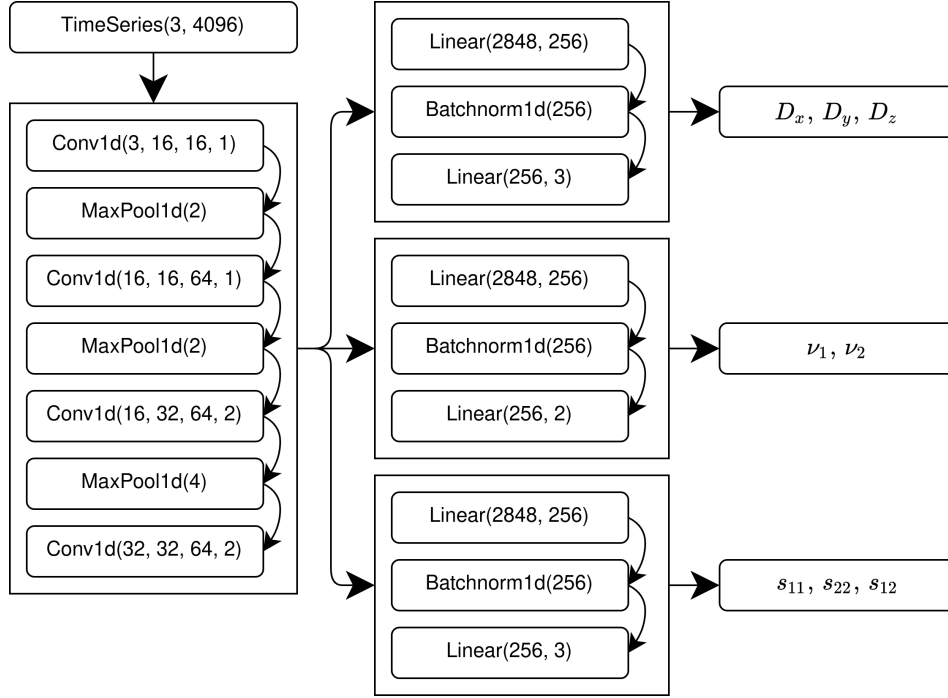 TimeSeries(3, 4096)
Conv1d(3, 16, 16, 1)
MaxPool1d(2)
Conv1d(16, 16, 64, 1)
MaxPool1d(2)
Conv1d(16, 32, 64, 2)
MaxPool1d(4)
Conv1d(32, 32, 64, 2)
Linear(2848, 256)
Batchnorm1d(256)
Linear(256, 3)
D_x, D_y, D_z
Linear(2848, 256)
Batchnorm1d(256)
Linear(256, 2)
ν_1, ν_2
Linear(2848, 256)
Batchnorm1d(256)
Linear(256, 3)
s_11, s_22, s_12